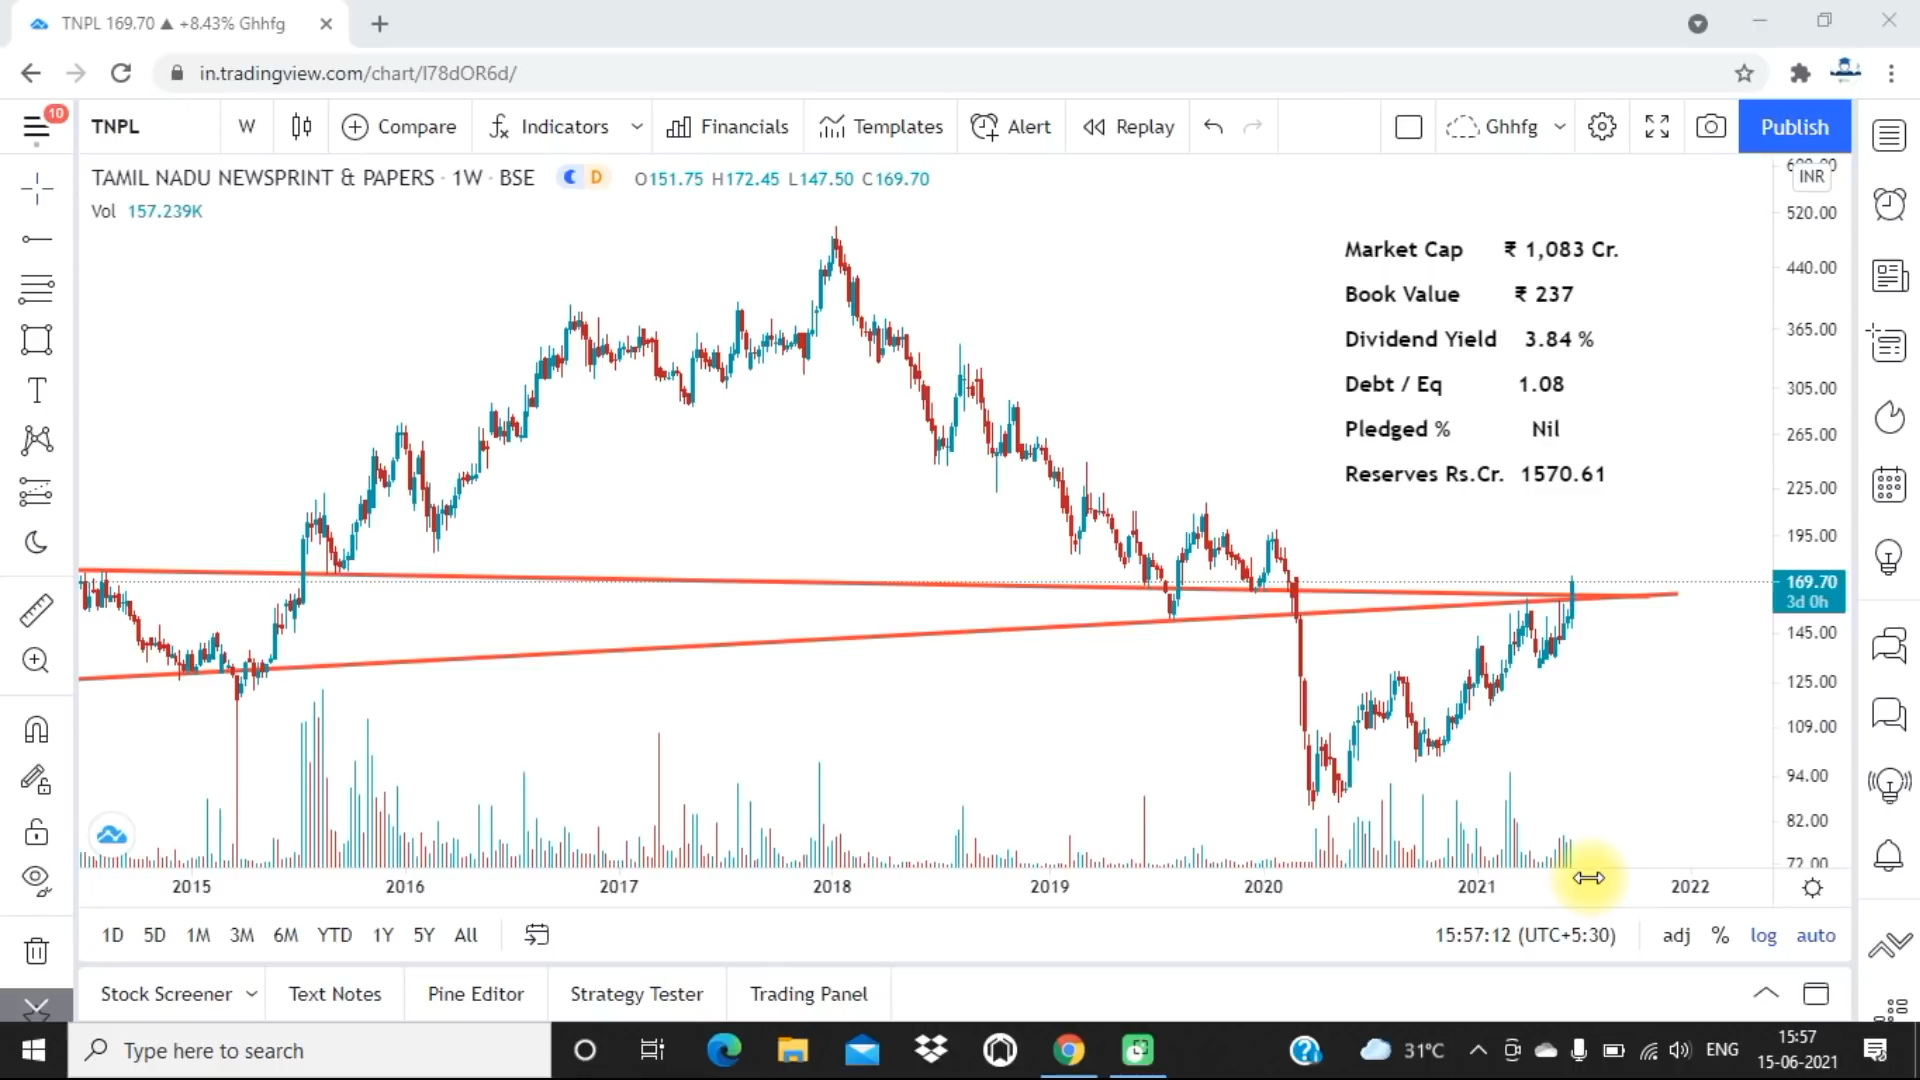 TNPL 169.70 ▲ +8.43% Ghhfg
in.tradingview.com/chart/I78dOR6d/
10
TNPL W Compare Indicators Financials Templates Alert Replay Ghhfg Publish
TAMIL NADU NEWSPRINT & PAPERS · 1W · BSE D O151.75 H172.45 L147.50 C169.70
Vol 157.239K
INR
520.00
440.00
365.00
305.00
265.00
225.00
195.00
169.70
3d 0h
145.00
125.00
109.00
94.00
82.00
72.00
Market Cap ₹ 1,083 Cr.
Book Value ₹ 237
Dividend Yield 3.84 %
Debt / Eq 1.08
Pledged % Nil
Reserves Rs.Cr. 1570.61
2015 2016 2017 2018 2019 2020 2021 2022
1D 5D 1M 3M 6M YTD 1Y 5Y All 15:57:12 (UTC+5:30) adj % log auto
Stock Screener Text Notes Pine Editor Strategy Tester Trading Panel
Type here to search 31°C ENG 15:57
15-06-2021